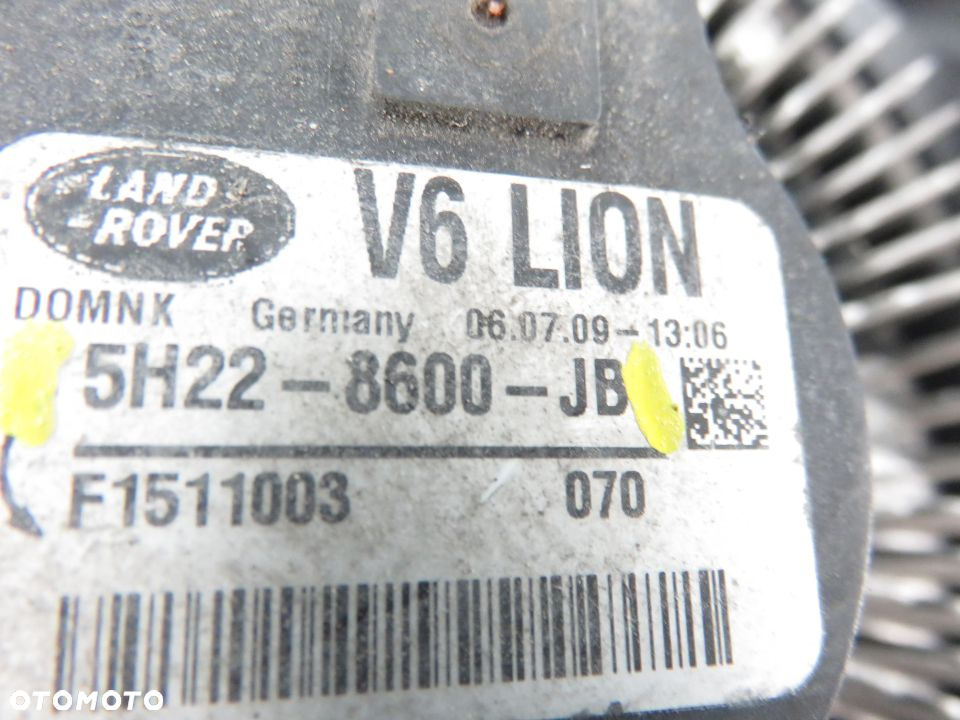 LAND
ROVER
V6 LION
DOMNK Germany 06.07.09-13:06
5H22-8600-JB
F1511003 070
OTOMOTO